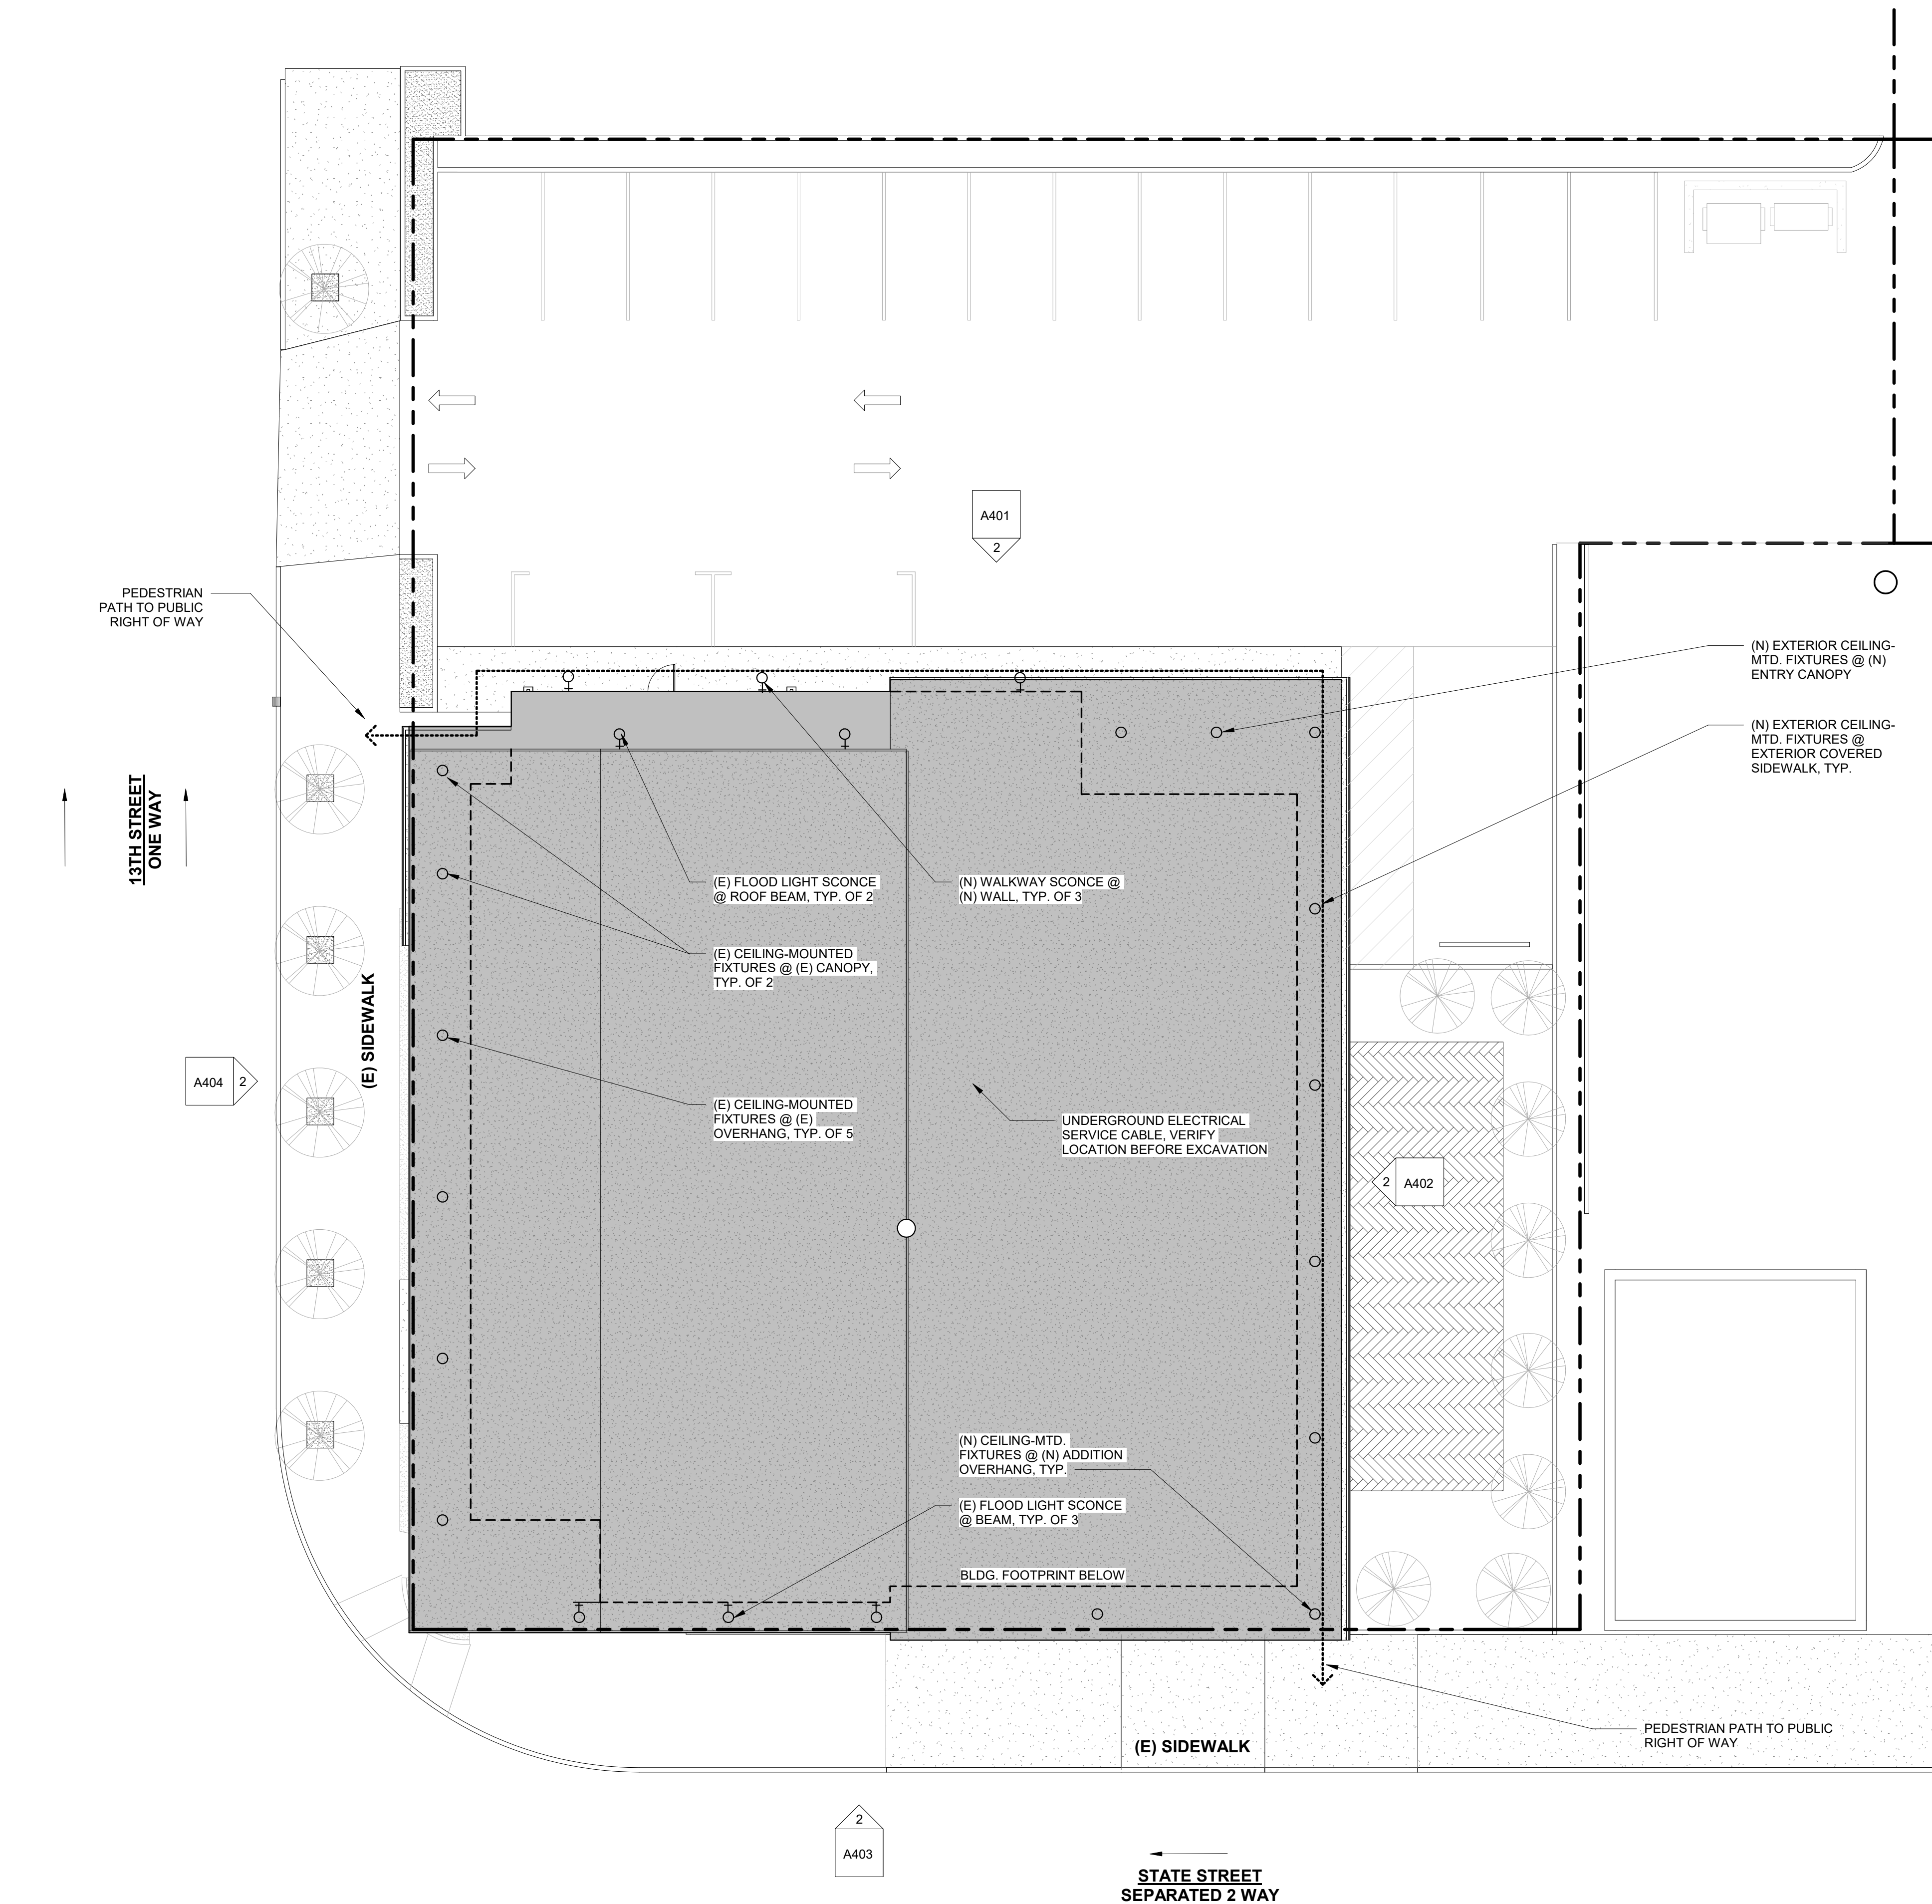 A401
2
PEDESTRIAN
PATH TO PUBLIC
RIGHT OF WAY
(N) EXTERIOR CEILING-
MTD. FIXTURES @ (N)
ENTRY CANOPY
(N) EXTERIOR CEILING-
MTD. FIXTURES @
EXTERIOR COVERED
SIDEWALK, TYP.
13TH STREET
ONE WAY
(E) FLOOD LIGHT SCONCE
@ ROOF BEAM, TYP. OF 2
(N) WALKWAY SCONCE @
(N) WALL, TYP. OF 3
(E) CEILING-MOUNTED
FIXTURES @ (E) CANOPY,
TYP. OF 2
(E) SIDEWALK
A404
2
(E) CEILING-MOUNTED
FIXTURES @ (E)
OVERHANG, TYP. OF 5
UNDERGROUND ELECTRICAL
SERVICE CABLE, VERIFY
LOCATION BEFORE EXCAVATION
2
A402
(N) CEILING-MTD.
FIXTURES @ (N) ADDITION
OVERHANG, TYP.
(E) FLOOD LIGHT SCONCE
@ BEAM, TYP. OF 3
BLDG. FOOTPRINT BELOW
PEDESTRIAN PATH TO PUBLIC
RIGHT OF WAY
(E) SIDEWALK
2
A403
STATE STREET
SEPARATED 2 WAY